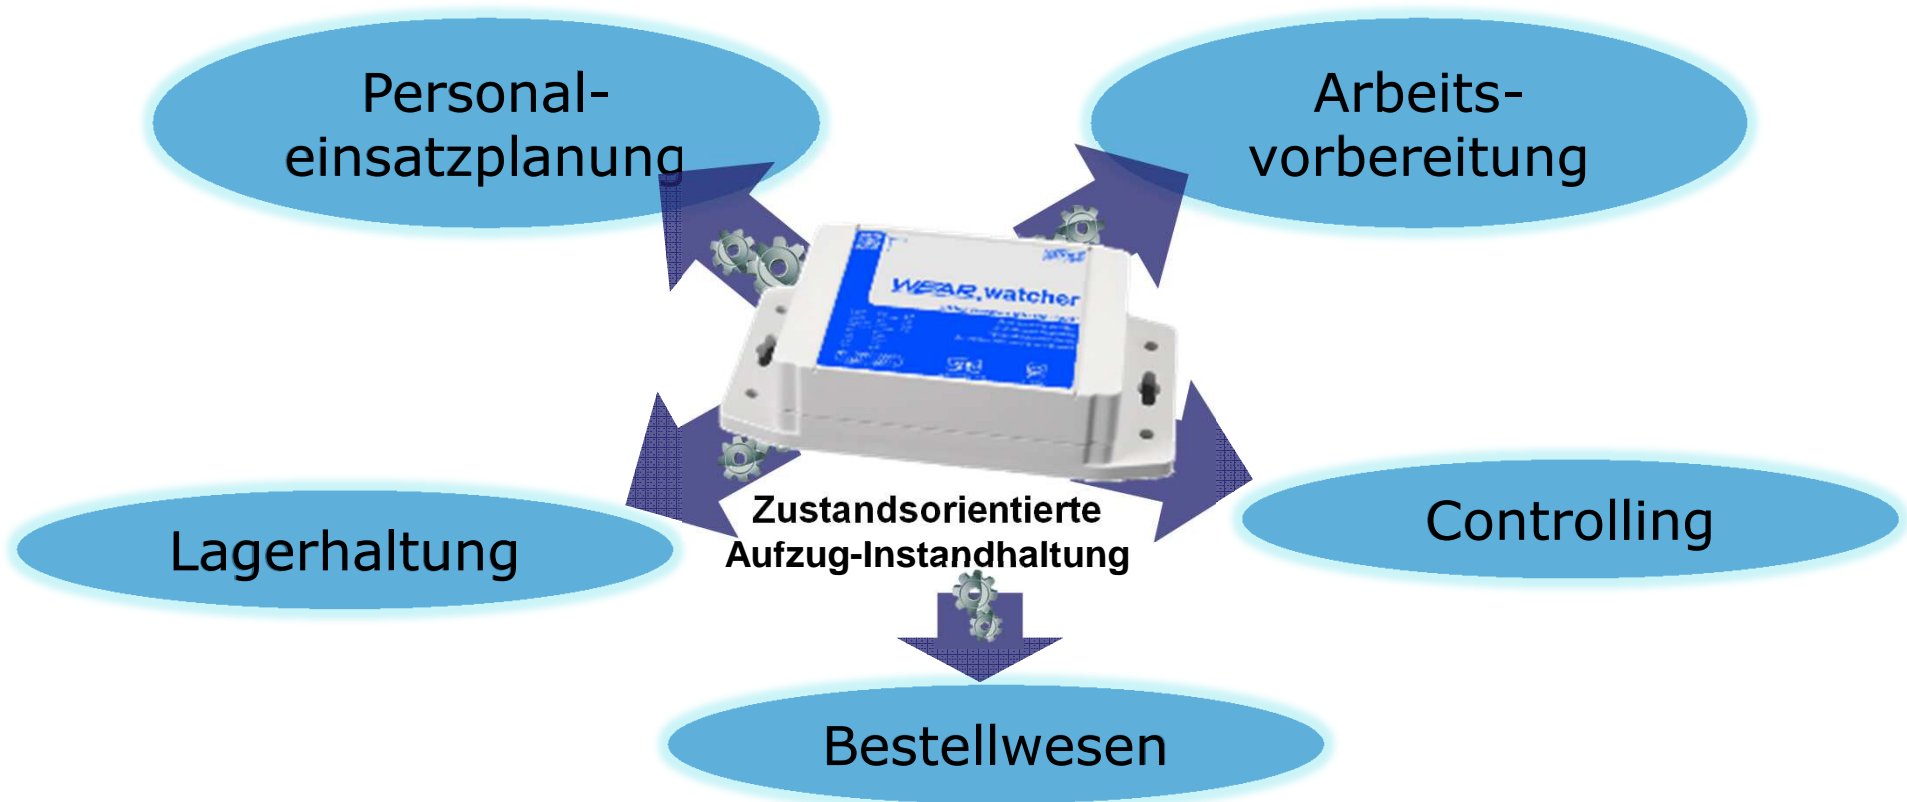 Personal-
einsatzplanung
Arbeits-
vorbereitung
WEAR.watcher
Zustandsorientierte
Aufzug-Instandhaltung
Lagerhaltung
Controlling
Bestellwesen